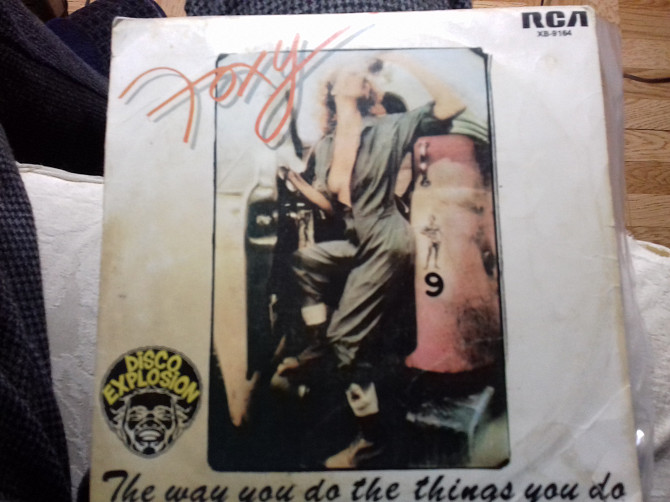 RCA
XB-9164
Foxy
9
DISCO
EXPLOSION
The way you do the things you do